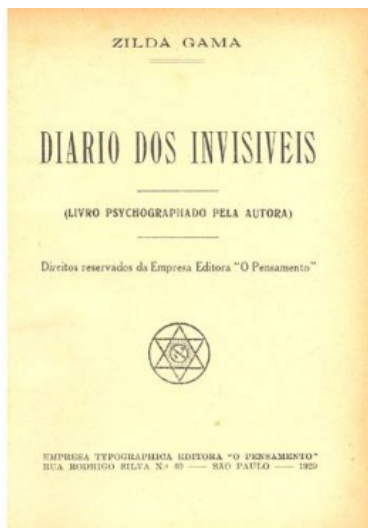 ZILDA GAMA
DIARIO DOS INVISIVEIS
(LIVRO PSYCHOGRAPHADO PELA AUTORA)
Direitos reservados da Empresa Editora "O Pensamento"
EMPRESA TYPOGRAPHICA EDITORA "O PENSAMENTO"
RUA RODRIGO SILVA N.º 40 — SÃO PAULO — 1929